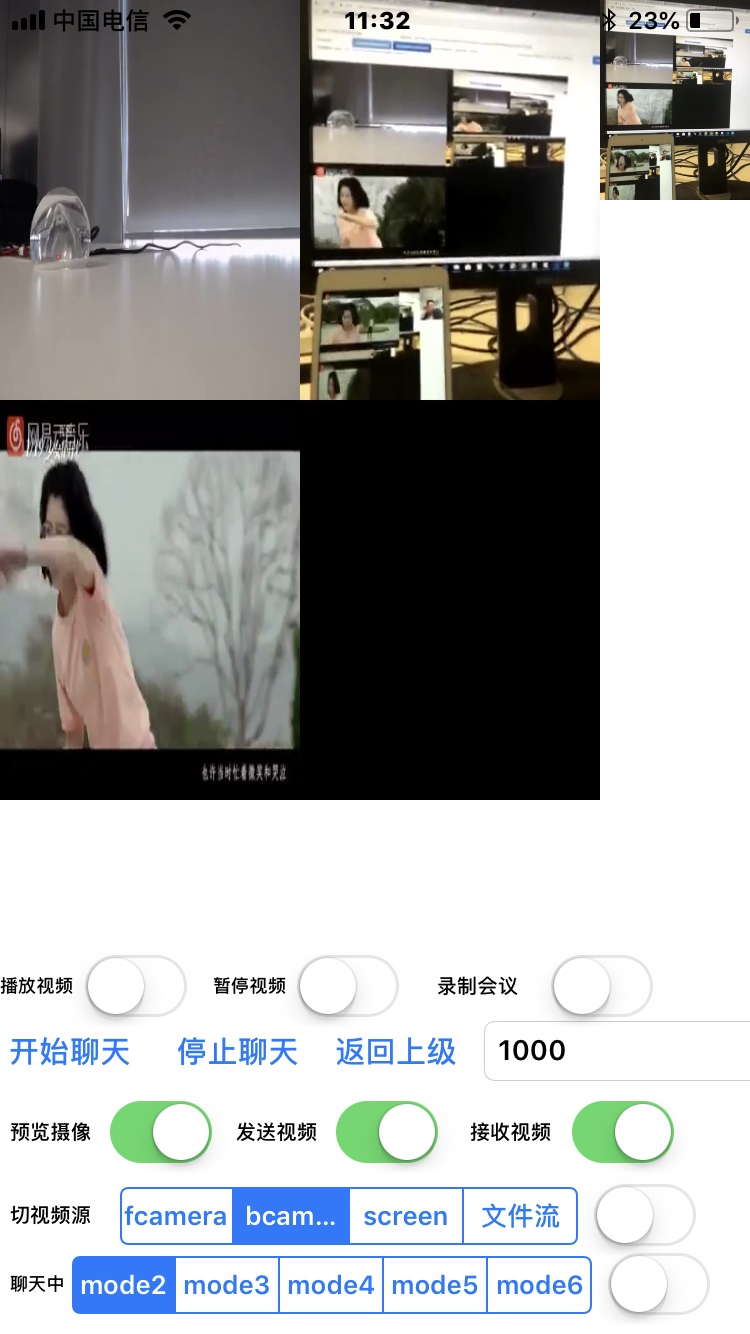 中国电信 11:32 23%
网易云音乐
也许当时忙着微笑和哭泣
播放视频 暂停视频 录制会议
开始聊天 停止聊天 返回上级 1000
预览摄像 发送视频 接收视频
切视频源 fcamera bcam... screen 文件流
聊天中 mode2 mode3 mode4 mode5 mode6